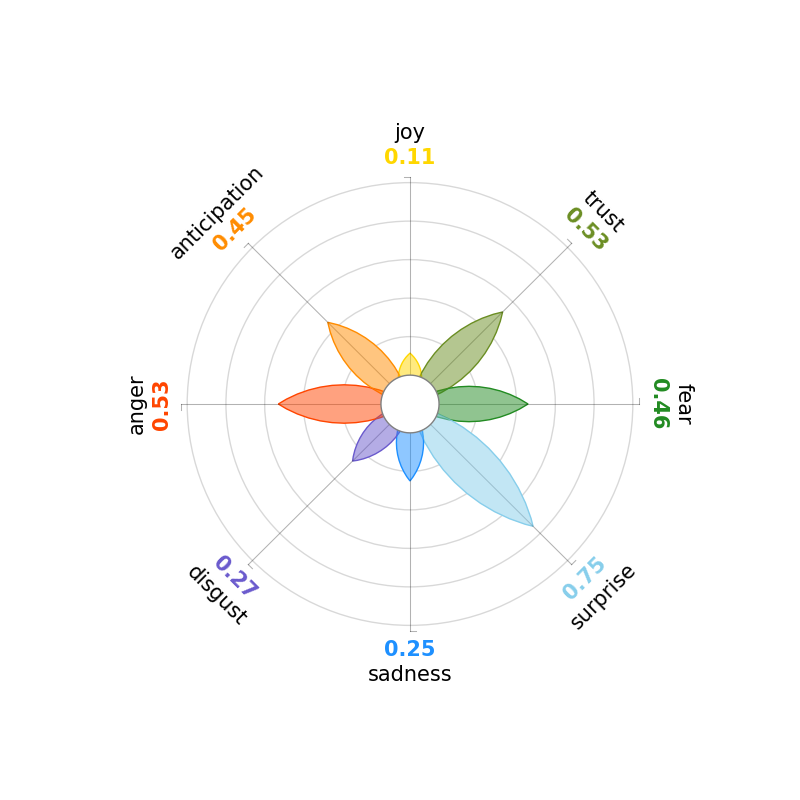 joy
0.11
trust
0.53
fear
0.46
surprise
0.75
0.25
sadness
0.27
disgust
anger
0.53
anticipation
0.45